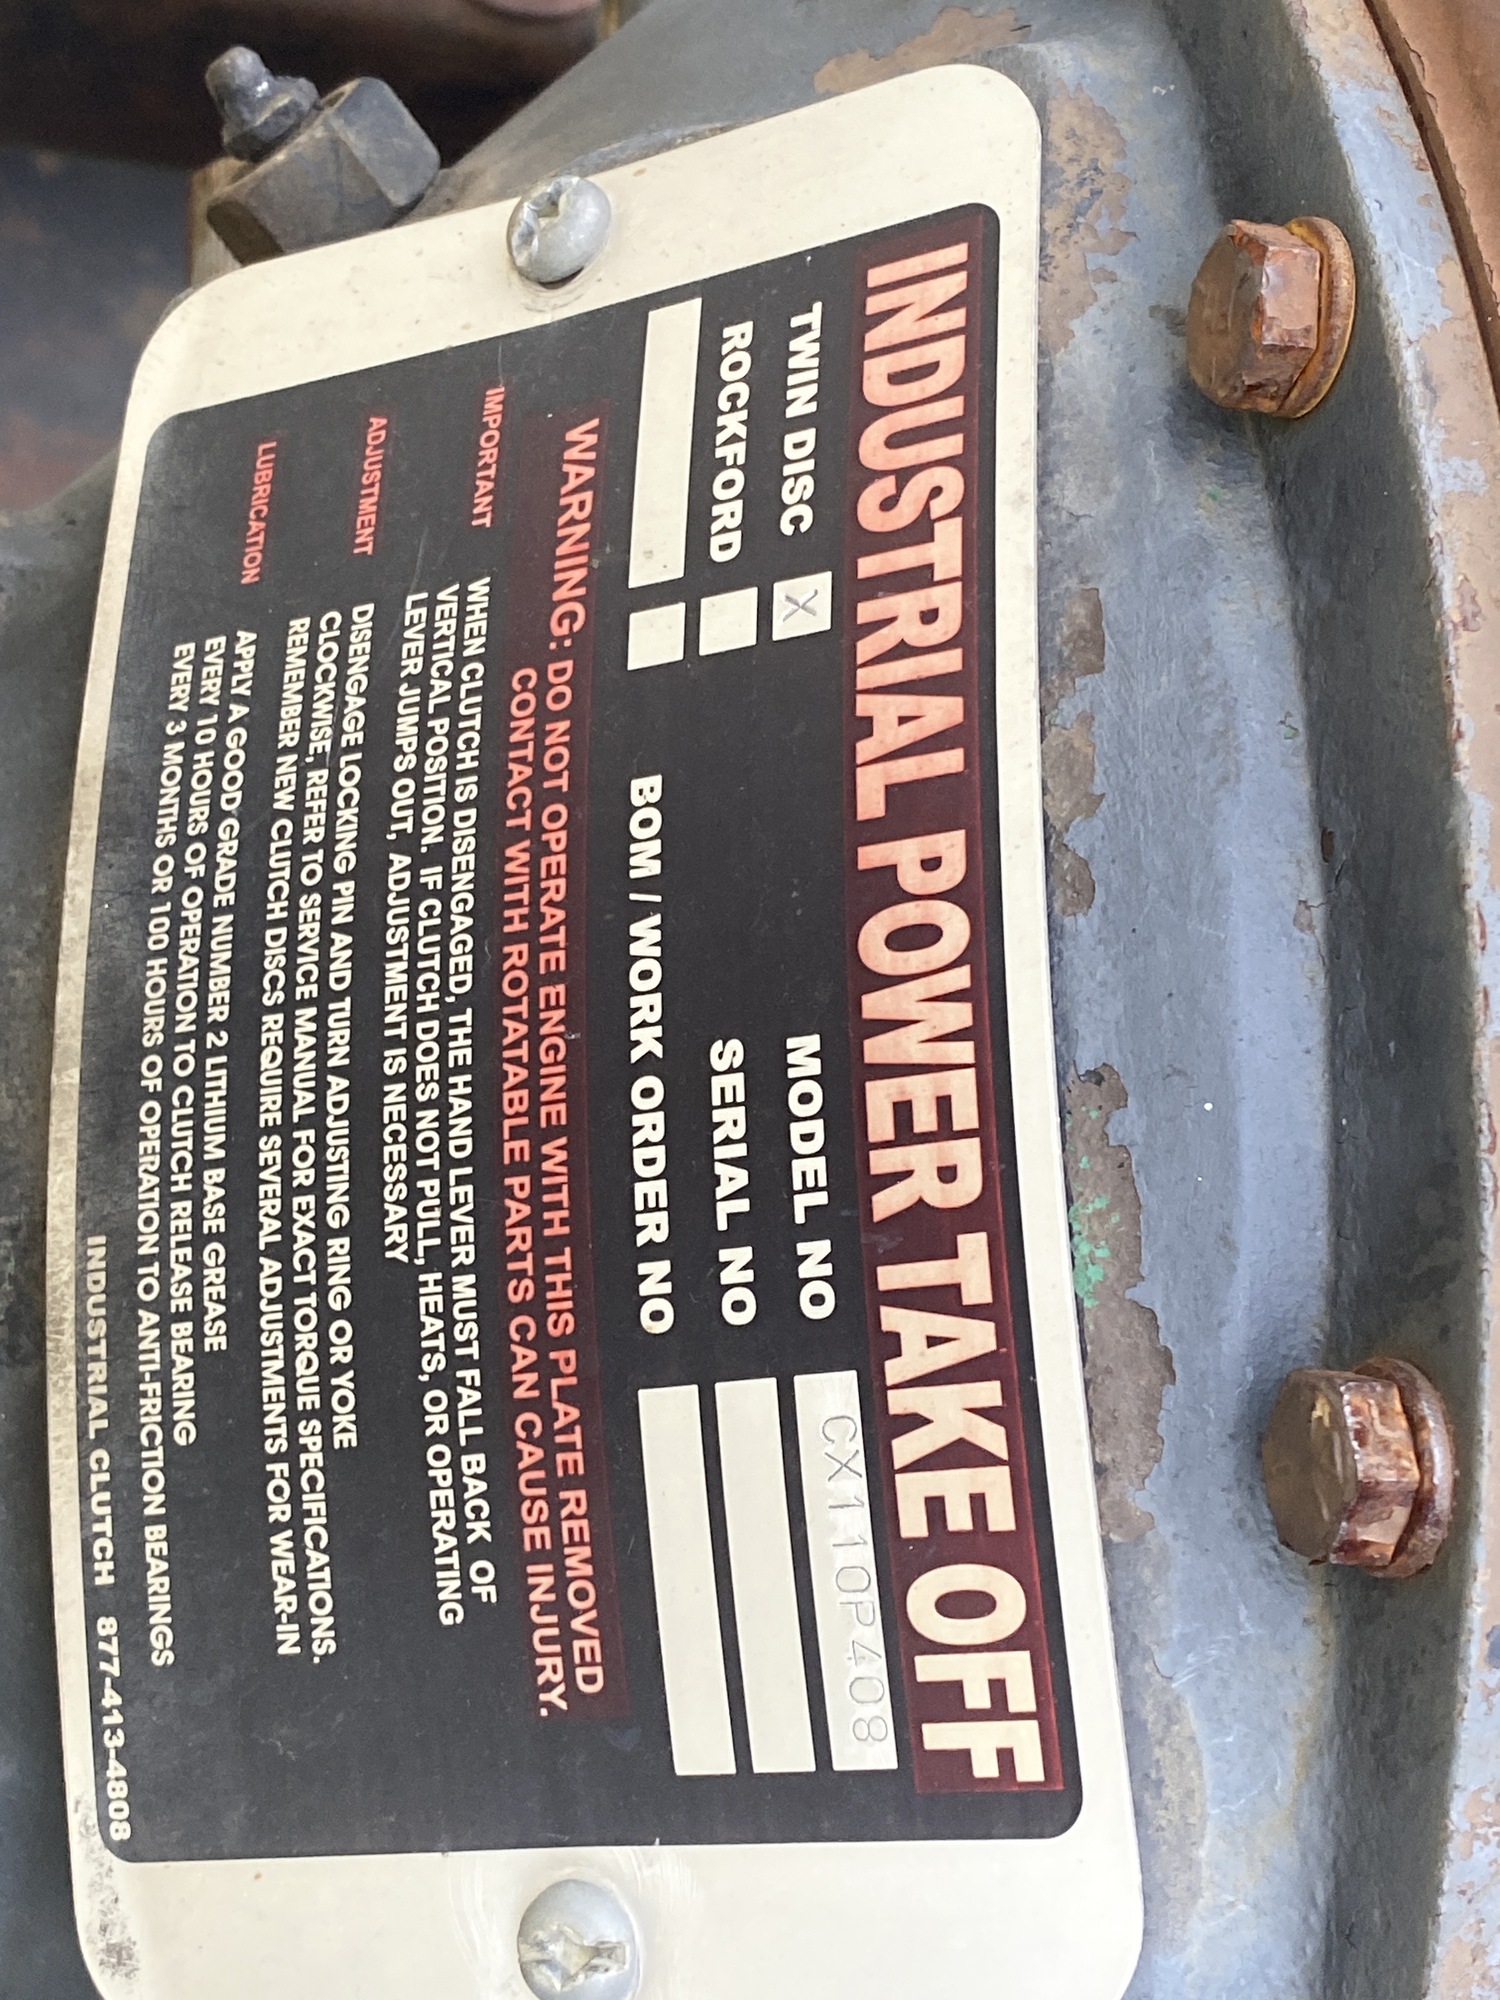 INDUSTRIAL POWER TAKE OFF
TWIN DISC X MODEL NO CX110P408
ROCKFORD SERIAL NO
BOM / WORK ORDER NO
WARNING: DO NOT OPERATE ENGINE WITH THIS PLATE REMOVED
CONTACT WITH ROTATABLE PARTS CAN CAUSE INJURY.
IMPORTANT WHEN CLUTCH IS DISENGAGED, THE HAND LEVER MUST FALL BACK OF
VERTICAL POSITION. IF CLUTCH DOES NOT PULL, HEATS, OR OPERATING
LEVER JUMPS OUT, ADJUSTMENT IS NECESSARY
ADJUSTMENT DISENGAGE LOCKING PIN AND TURN ADJUSTING RING OR YOKE
CLOCKWISE, REFER TO SERVICE MANUAL FOR EXACT TORQUE SPECIFICATIONS.
REMEMBER NEW CLUTCH DISCS REQUIRE SEVERAL ADJUSTMENTS FOR WEAR-IN
LUBRICATION APPLY A GOOD GRADE NUMBER 2 LITHIUM BASE GREASE
EVERY 10 HOURS OF OPERATION TO CLUTCH RELEASE BEARING
EVERY 3 MONTHS OR 100 HOURS OF OPERATION TO ANTI-FRICTION BEARINGS
INDUSTRIAL CLUTCH 877-413-4808